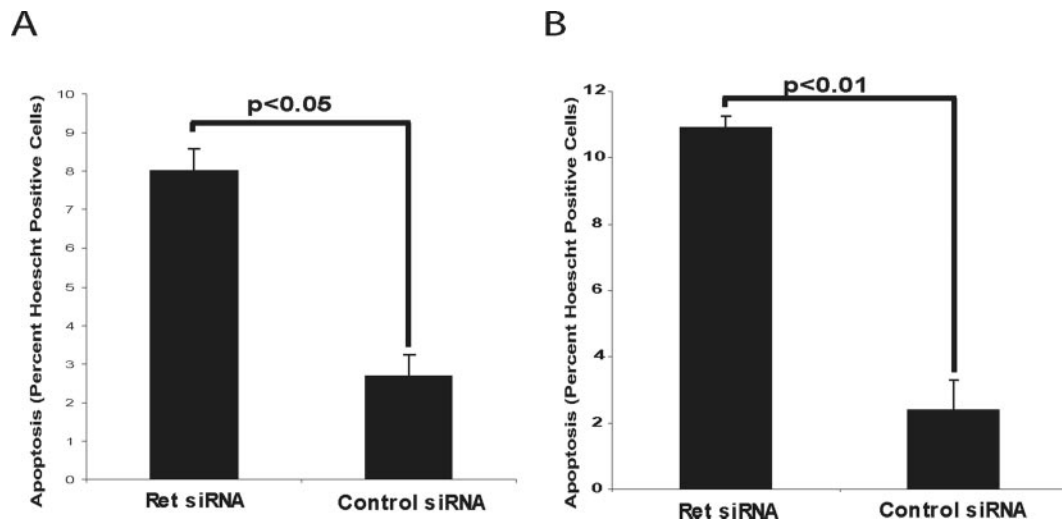 A
Apoptosis (Percent Hoescht Positive Cells)
10
9
8
7
6
5
4
3
2
1
0
p<0.05
Ret siRNA
Control siRNA
B
Apoptosis (Percent Hoescht Positive Cells)
12
10
8
6
4
2
0
p<0.01
Ret siRNA
Control siRNA